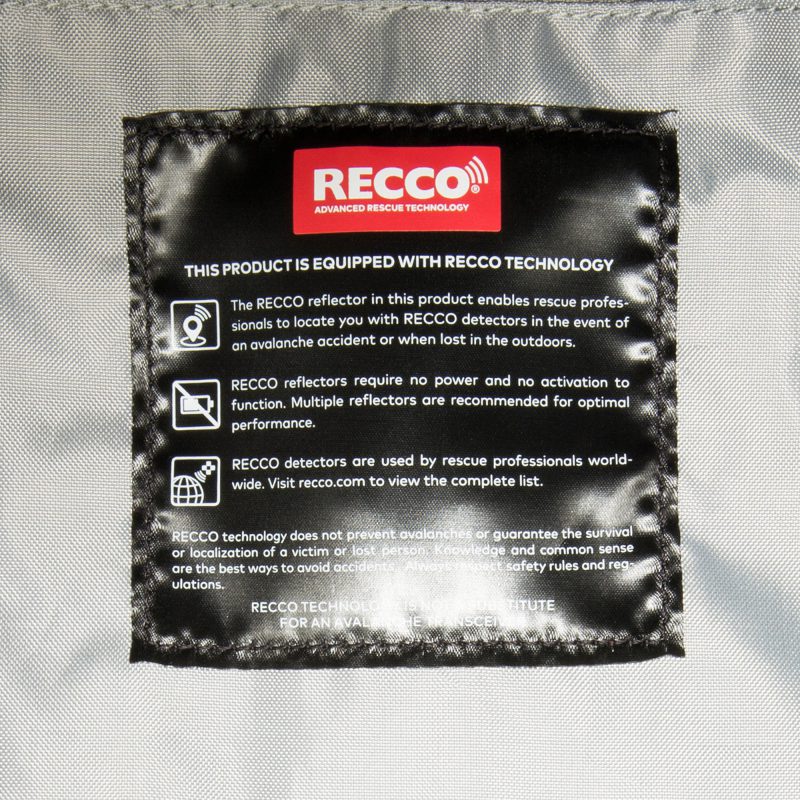 RECCO®
ADVANCED RESCUE TECHNOLOGY
THIS PRODUCT IS EQUIPPED WITH RECCO TECHNOLOGY
The RECCO reflector in this product enables rescue profes-
sionals to locate you with RECCO detectors in the event of
an avalanche accident or when lost in the outdoors.
RECCO reflectors require no power and no activation to
function. Multiple reflectors are recommended for optimal
performance.
RECCO detectors are used by rescue professionals world-
wide. Visit recco.com to view the complete list.
RECCO technology does not prevent avalanches or guarantee the survival
or localization of a victim or lost person. Knowledge and common sense
are the best ways to avoid accidents. Always respect safety rules and reg-
ulations.
RECCO TECHNOLOGY IS NOT A SUBSTITUTE
FOR AN AVALANCHE TRANSCEIVER